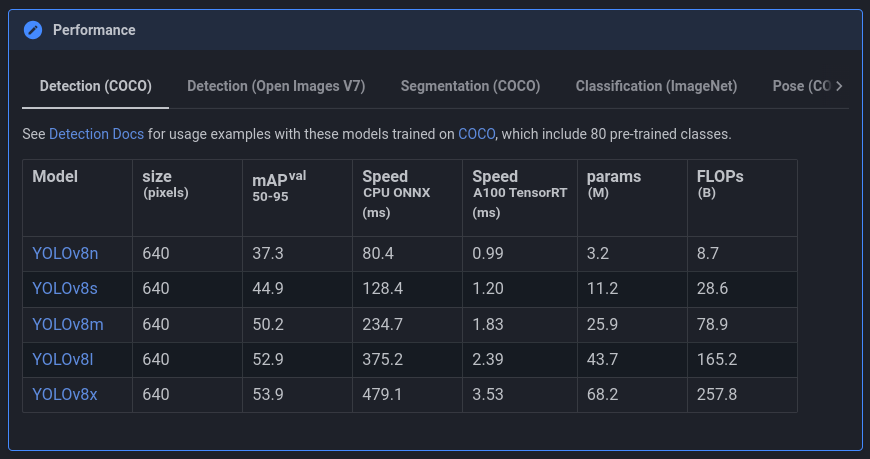 Performance
Detection (COCO) Detection (Open Images V7) Segmentation (COCO) Classification (ImageNet) Pose (CO
See Detection Docs for usage examples with these models trained on COCO, which include 80 pre-trained classes.
Model size (pixels) mAPval 50-95 Speed CPU ONNX (ms) Speed A100 TensorRT (ms) params (M) FLOPs (B)
YOLOv8n 640 37.3 80.4 0.99 3.2 8.7
YOLOv8s 640 44.9 128.4 1.20 11.2 28.6
YOLOv8m 640 50.2 234.7 1.83 25.9 78.9
YOLOv8l 640 52.9 375.2 2.39 43.7 165.2
YOLOv8x 640 53.9 479.1 3.53 68.2 257.8